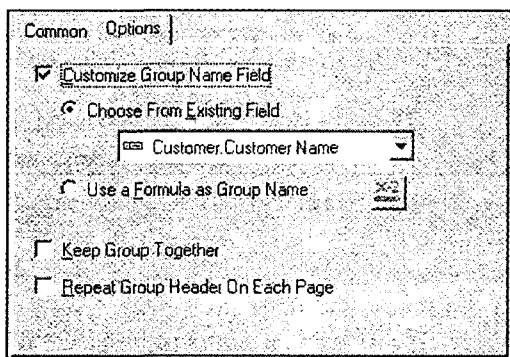 Common Options
Customize Group Name Field
Choose From Existing Field
Customer.Customer Name
Use a Formula as Group Name
X-2
Keep Group Together
Repeat Group Header On Each Page